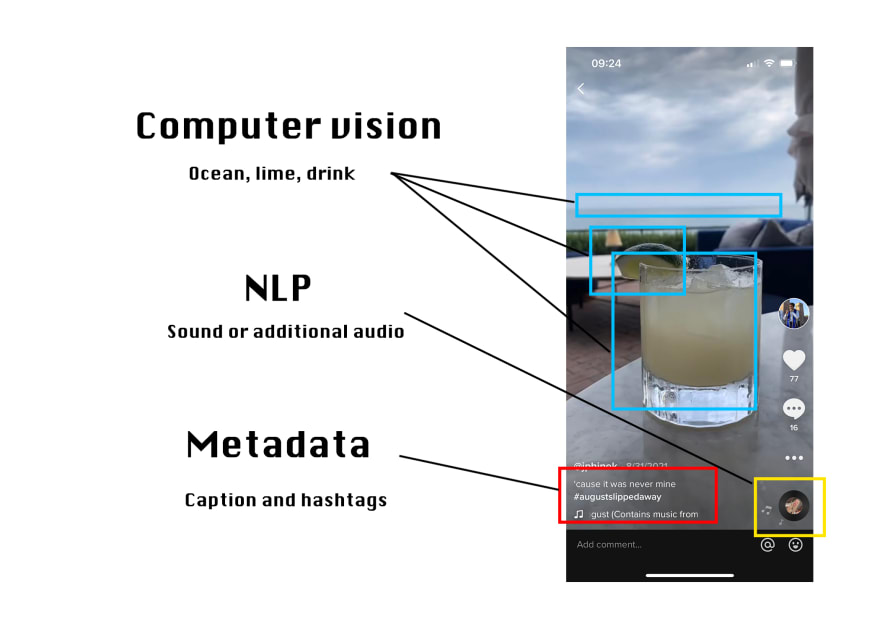 Computer vision
Ocean, lime, drink
NLP
Sound or additional audio
Metadata
Caption and hashtags
09:24
77
16
@jphinok 8/31/2021
'cause it was never mine
#augustslippedaway
gust (Contains music from
Add comment...